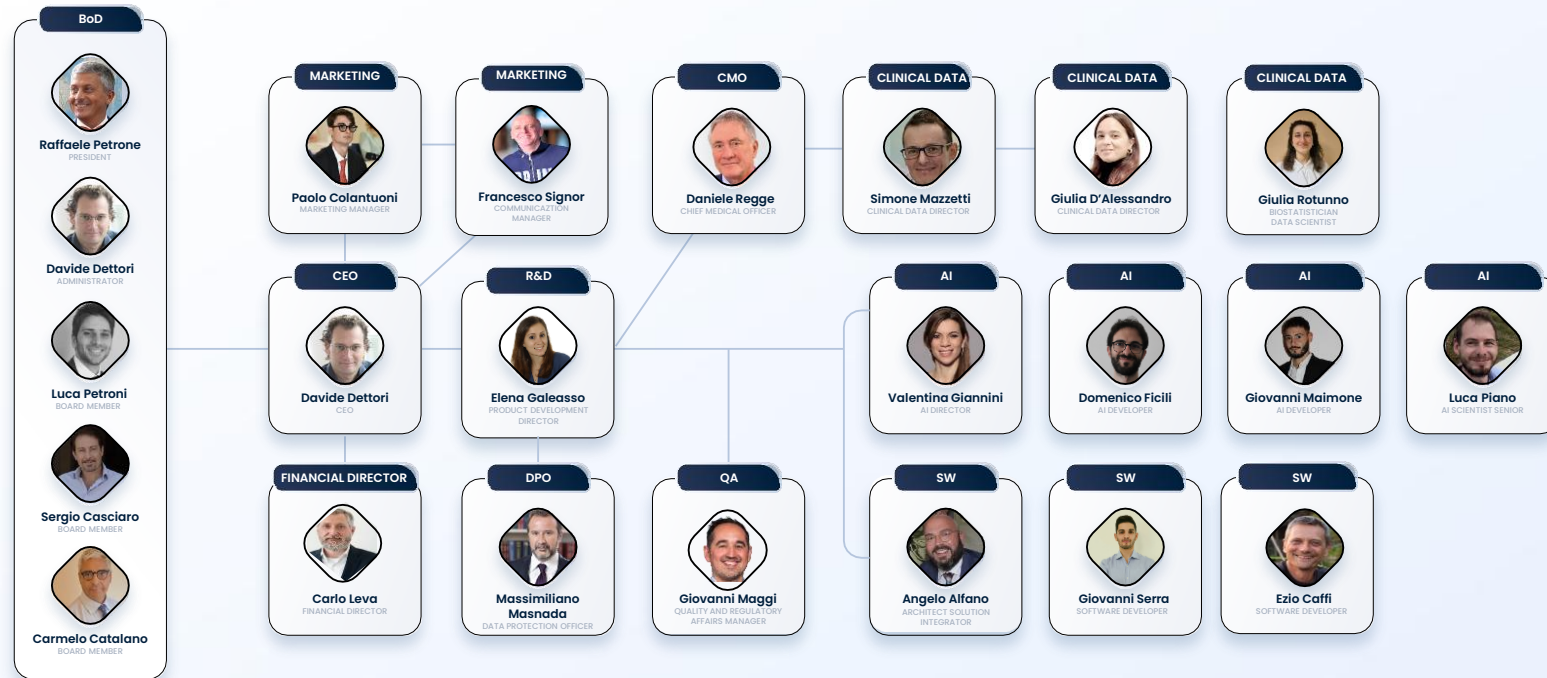 BoD
Raffaele Petrone
PRESIDENT
Davide Dettori
ADMINISTRATOR
Luca Petroni
BOARD MEMBER
Sergio Casciaro
BOARD MEMBER
Carmelo Catalano
BOARD MEMBER
MARKETING
Paolo Colantuoni
MARKETING MANAGER
MARKETING
Francesco Signor
COMMUNICAZTION
MANAGER
CMO
Daniele Regge
CHIEF MEDICAL OFFICER
CLINICAL DATA
Simone Mazzetti
CLINICAL DATA DIRECTOR
CLINICAL DATA
Giulia D’Alessandro
CLINICAL DATA DIRECTOR
CLINICAL DATA
Giulia Rotunno
BIOSTATISTICIAN
DATA SCIENTIST
CEO
Davide Dettori
CEO
R&D
Elena Galeasso
PRODUCT DEVELOPMENT
DIRECTOR
AI
Valentina Giannini
AI DIRECTOR
AI
Domenico Ficili
AI DEVELOPER
AI
Giovanni Maimone
AI DEVELOPER
AI
Luca Piano
AI SCIENTIST SENIOR
FINANCIAL DIRECTOR
Carlo Leva
FINANCIAL DIRECTOR
DPO
Massimiliano
Masnada
DATA PROTECTION OFFICER
QA
Giovanni Maggi
QUALITY AND REGULATORY
AFFAIRS MANAGER
SW
Angelo Alfano
ARCHITECT SOLUTION
INTEGRATOR
SW
Giovanni Serra
SOFTWARE DEVELOPER
SW
Ezio Caffi
SOFTWARE DEVELOPER